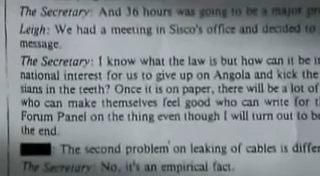 The Secretary: And 36 hours was going to be a major pr
Leigh: We had a meeting in Sisco's office and decided to
message.
The Secretary: I know what the law is but how can it be in
national interest for us to give up on Angola and kick the
sians in the teeth? Once it is on paper, there will be a lot of
who can make themselves feel good who can write for t
Forum Panel on the thing even though I will turn out to be
the end.
: The second problem on leaking of cables is differ
The Secretary: No, it's an empirical fact.